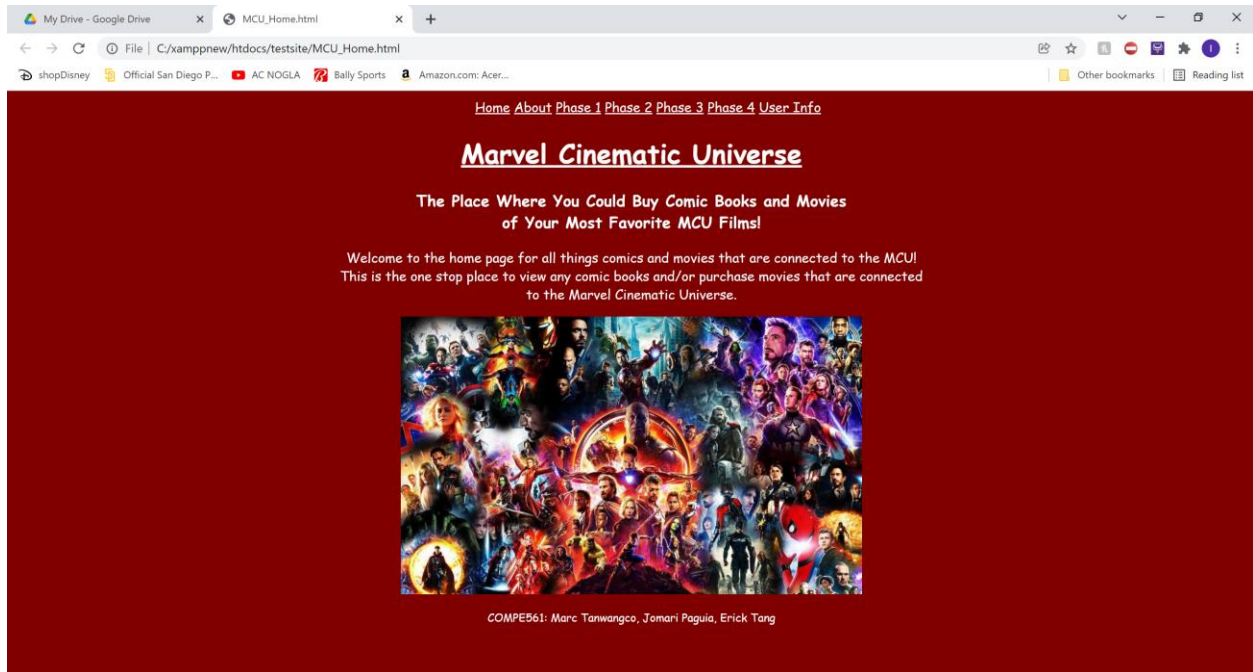 My Drive - Google Drive
MCU_Home.html
File | C:/xamppnew/htdocs/testsite/MCU_Home.html
shopDisney Official San Diego P... AC NOGLA Bally Sports Amazon.com: Acer... Other bookmarks Reading list
Home About Phase 1 Phase 2 Phase 3 Phase 4 User Info
Marvel Cinematic Universe
The Place Where You Could Buy Comic Books and Movies
of Your Most Favorite MCU Films!
Welcome to the home page for all things comics and movies that are connected to the MCU!
This is the one stop place to view any comic books and/or purchase movies that are connected
to the Marvel Cinematic Universe.
COMPE561: Marc Tanwangco, Jomari Paguia, Erick Tang